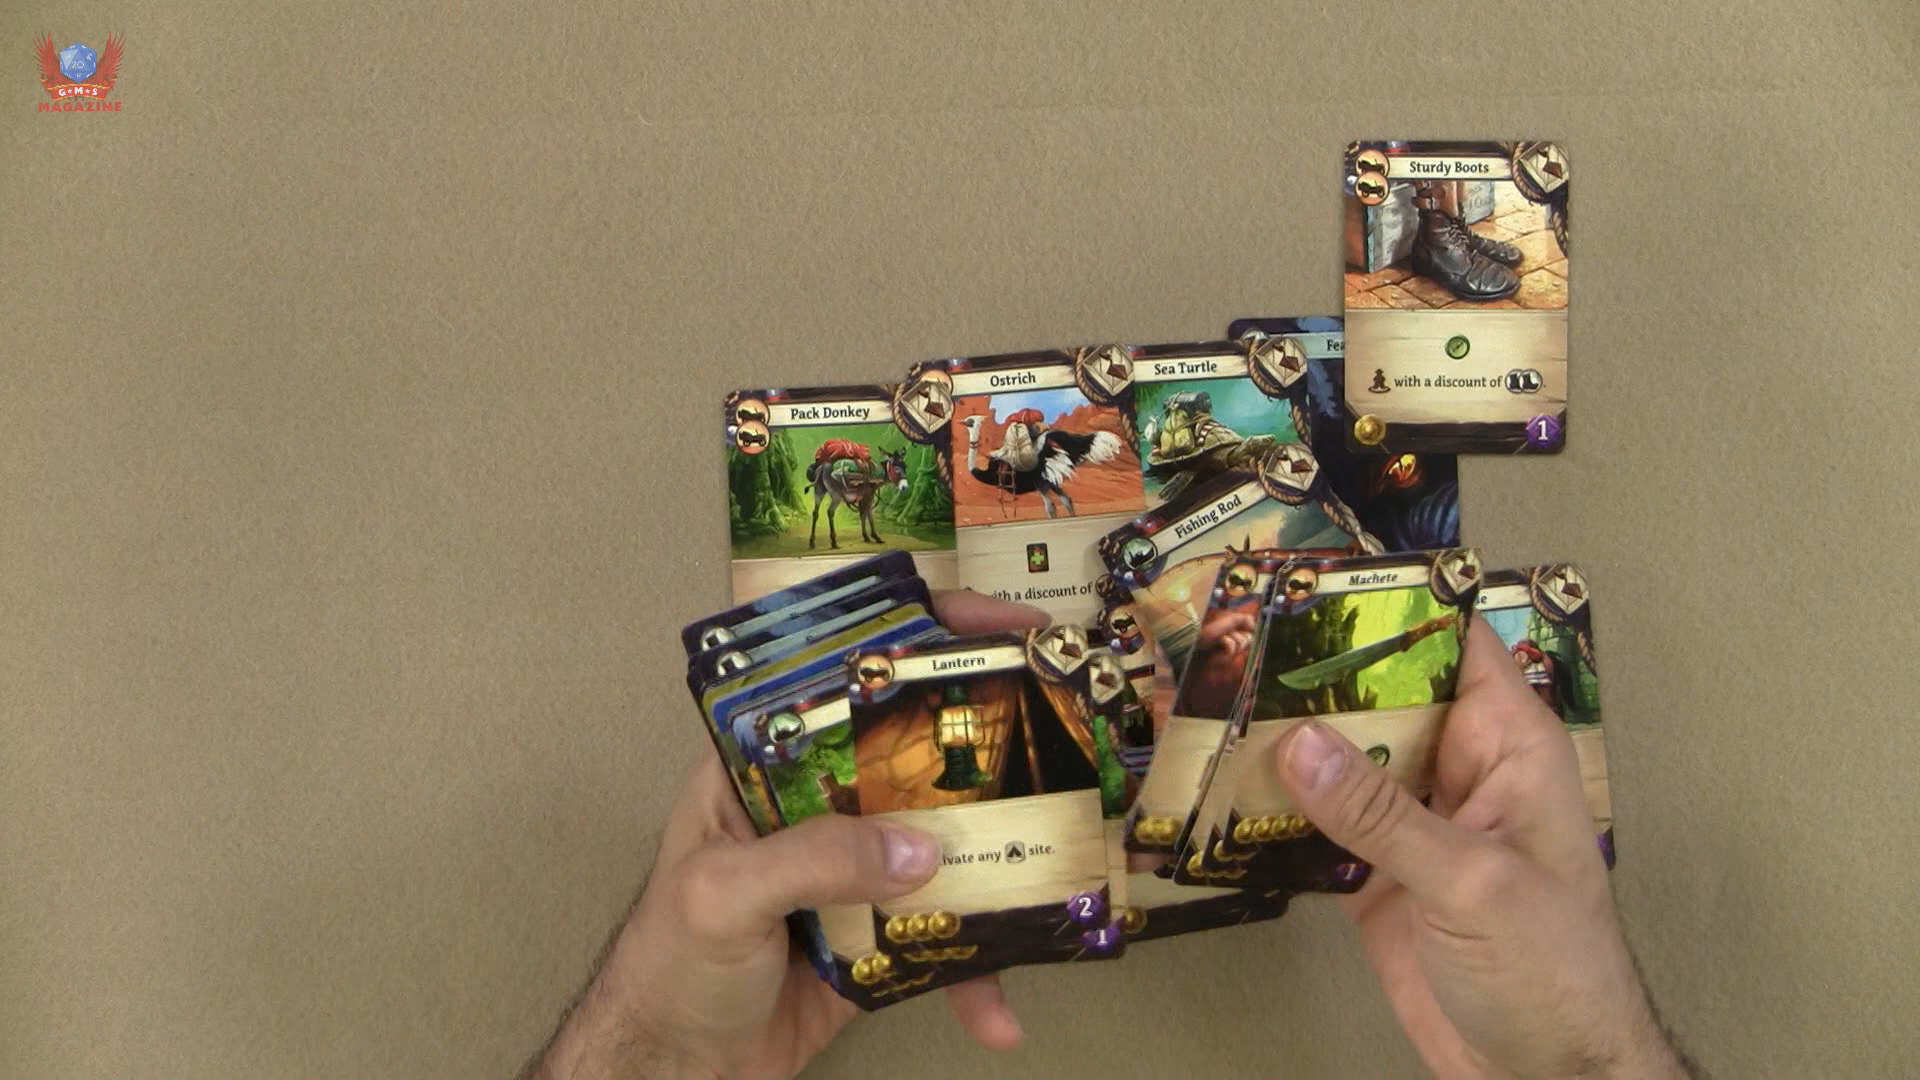 20
G★M★S
MAGAZINE
Sturdy Boots
with a discount of
1
Sea Turtle
Ostrich
Pack Donkey
with a discount of
Fishing Rod
Machete
Lantern
any site.
2
1